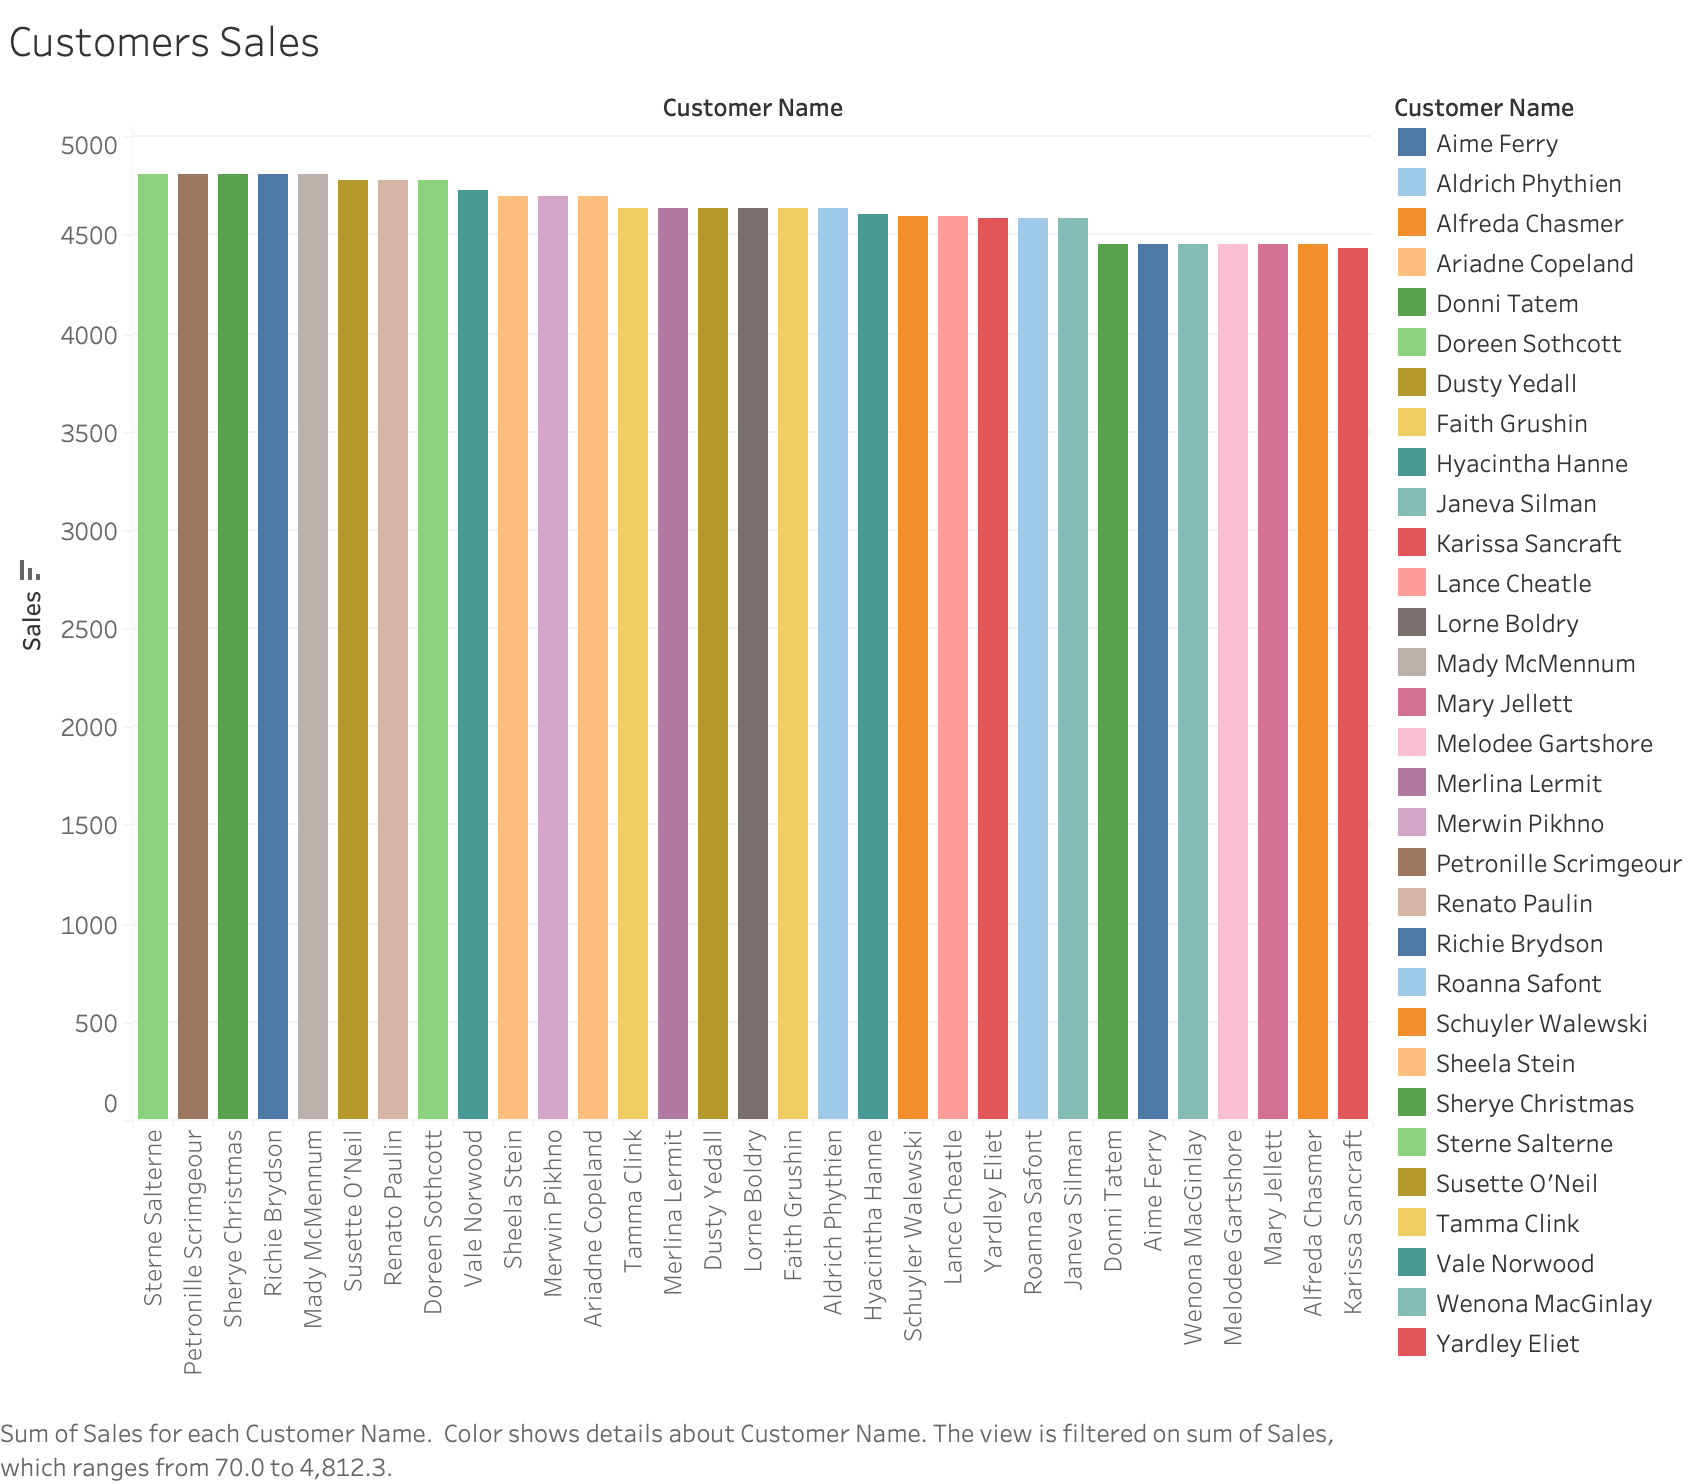 Customers Sales
Customer Name
Customer Name
5000
4500
4000
3500
3000
2500
2000
1500
1000
500
0
Sales
Sterne Salterne
Petronille Scrimgeour
Sherye Christmas
Richie Brydson
Mady McMennum
Susette O’Neil
Renato Paulin
Doreen Sothcott
Vale Norwood
Sheela Stein
Merwin Pikhno
Ariadne Copeland
Tamma Clink
Merlina Lermit
Dusty Yedall
Lorne Boldry
Faith Grushin
Aldrich Phythien
Hyacintha Hanne
Schuyler Walewski
Lance Cheatle
Yardley Eliet
Roanna Safont
Janeva Silman
Donni Tatem
Aime Ferry
Wenona MacGinlay
Melodee Gartshore
Mary Jellett
Alfreda Chasmer
Karissa Sancraft
Aime Ferry
Aldrich Phythien
Alfreda Chasmer
Ariadne Copeland
Donni Tatem
Doreen Sothcott
Dusty Yedall
Faith Grushin
Hyacintha Hanne
Janeva Silman
Karissa Sancraft
Lance Cheatle
Lorne Boldry
Mady McMennum
Mary Jellett
Melodee Gartshore
Merlina Lermit
Merwin Pikhno
Petronille Scrimgeour
Renato Paulin
Richie Brydson
Roanna Safont
Schuyler Walewski
Sheela Stein
Sherye Christmas
Sterne Salterne
Susette O’Neil
Tamma Clink
Vale Norwood
Wenona MacGinlay
Yardley Eliet
Sum of Sales for each Customer Name.  Color shows details about Customer Name. The view is filtered on sum of Sales,
which ranges from 70.0 to 4,812.3.